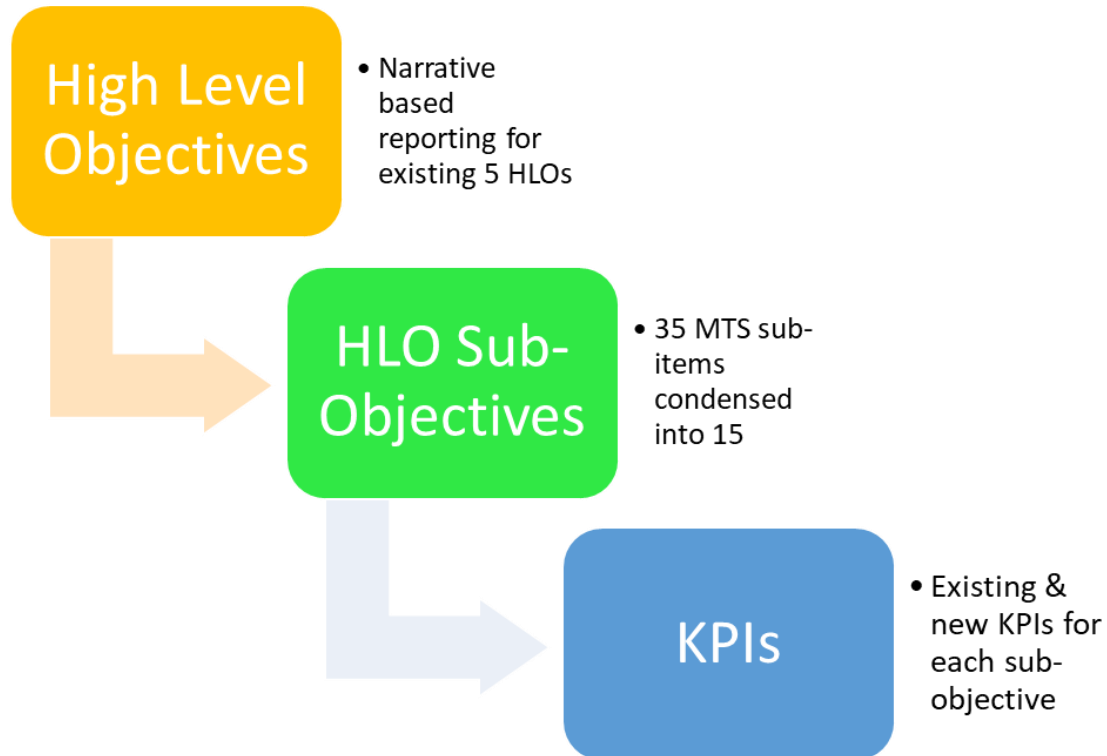 High Level
Objectives
• Narrative
based
reporting for
existing 5 HLOs
HLO Sub-
Objectives
• 35 MTS sub-
items
condensed
into 15
KPIs
• Existing &
new KPIs for
each sub-
objective